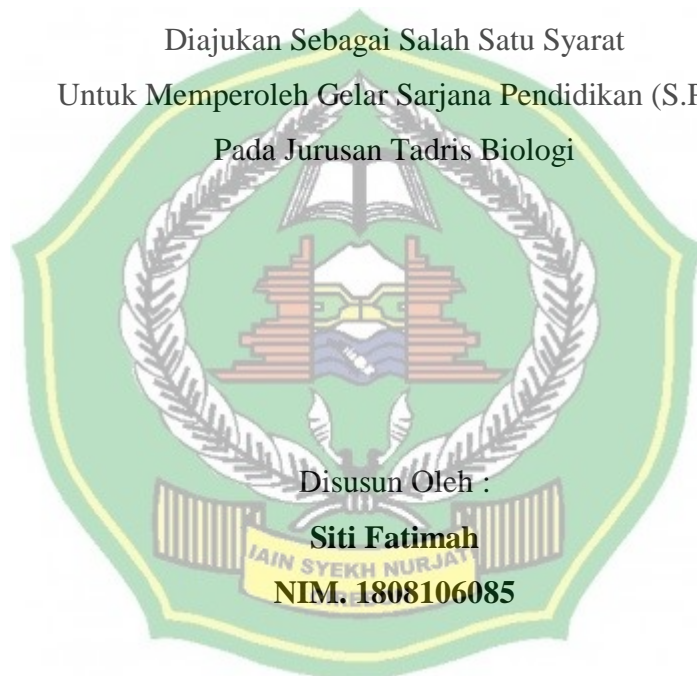 Diajukan Sebagai Salah Satu Syarat
Untuk Memperoleh Gelar Sarjana Pendidikan
Pada Jurusan Tadris Biologi
Disusun Oleh :
Siti Fatimah
IAIN SYEKH NURJATI
NIM. 1808106085